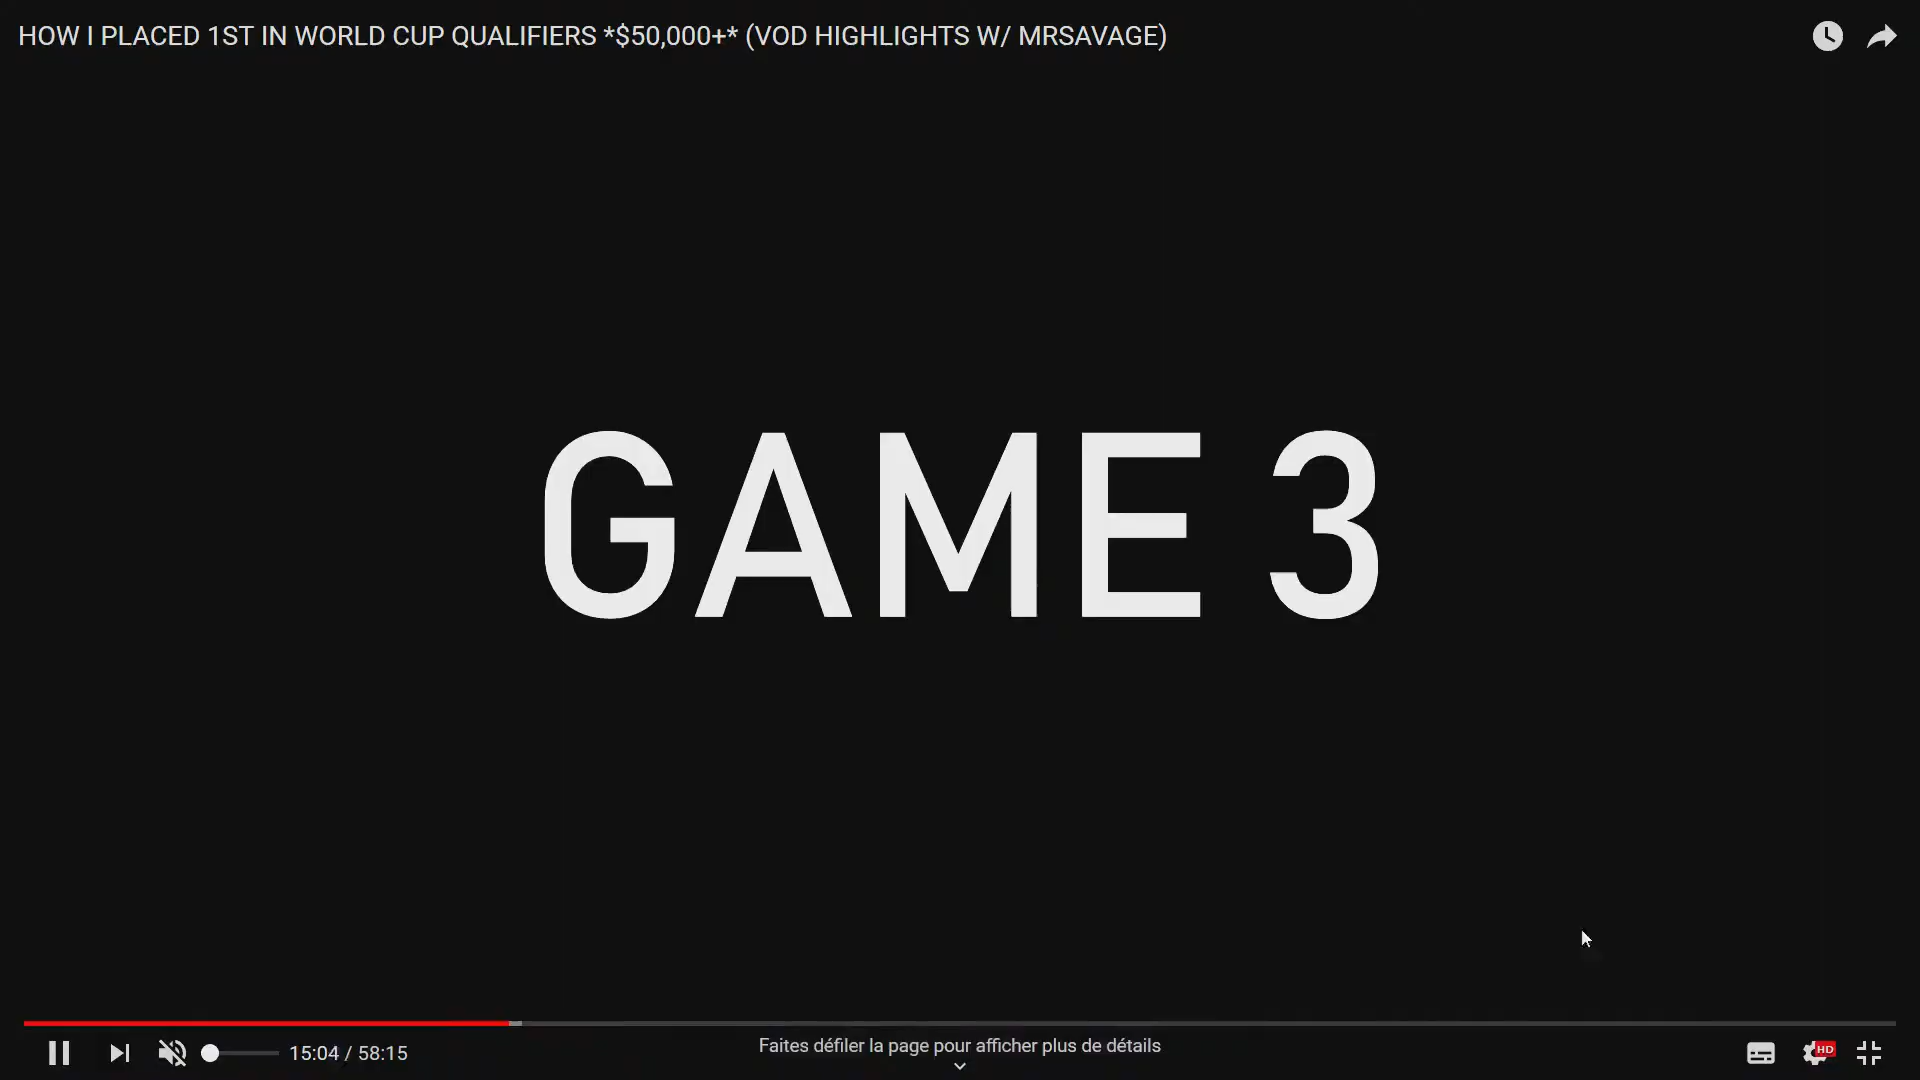 HOW I PLACED 1ST IN WORLD CUP QUALIFIERS *$50,000+* (VOD HIGHLIGHTS W/ MRSAVAGE)
GAME 3
15:04 / 58:15
Faites défiler la page pour afficher plus de détails
HD